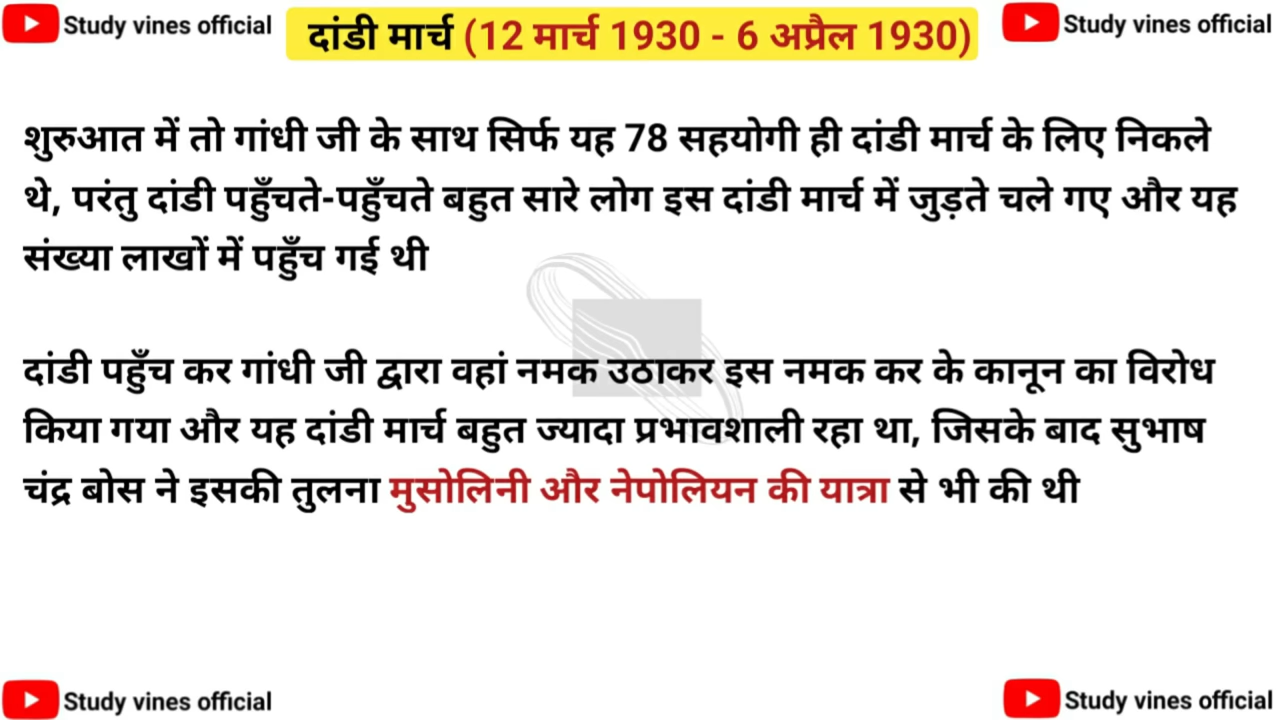 Study vines official
दांडी मार्च (12 मार्च 1930 - 6 अप्रैल 1930)
Study vines official
शुरुआत में तो गांधी जी के साथ सिर्फ यह 78 सहयोगी ही दांडी मार्च के लिए निकले
थे, परंतु दांडी पहुँचते-पहुँचते बहुत सारे लोग इस दांडी मार्च में जुड़ते चले गए और यह
संख्या लाखों में पहुँच गई थी
दांडी पहुँच कर गांधी जी द्वारा वहां नमक उठाकर इस नमक कर के कानून का विरोध
किया गया और यह दांडी मार्च बहुत ज्यादा प्रभावशाली रहा था, जिसके बाद सुभाष
चंद्र बोस ने इसकी तुलना मुसोलिनी और नेपोलियन की यात्रा से भी की थी
Study vines official
Study vines official